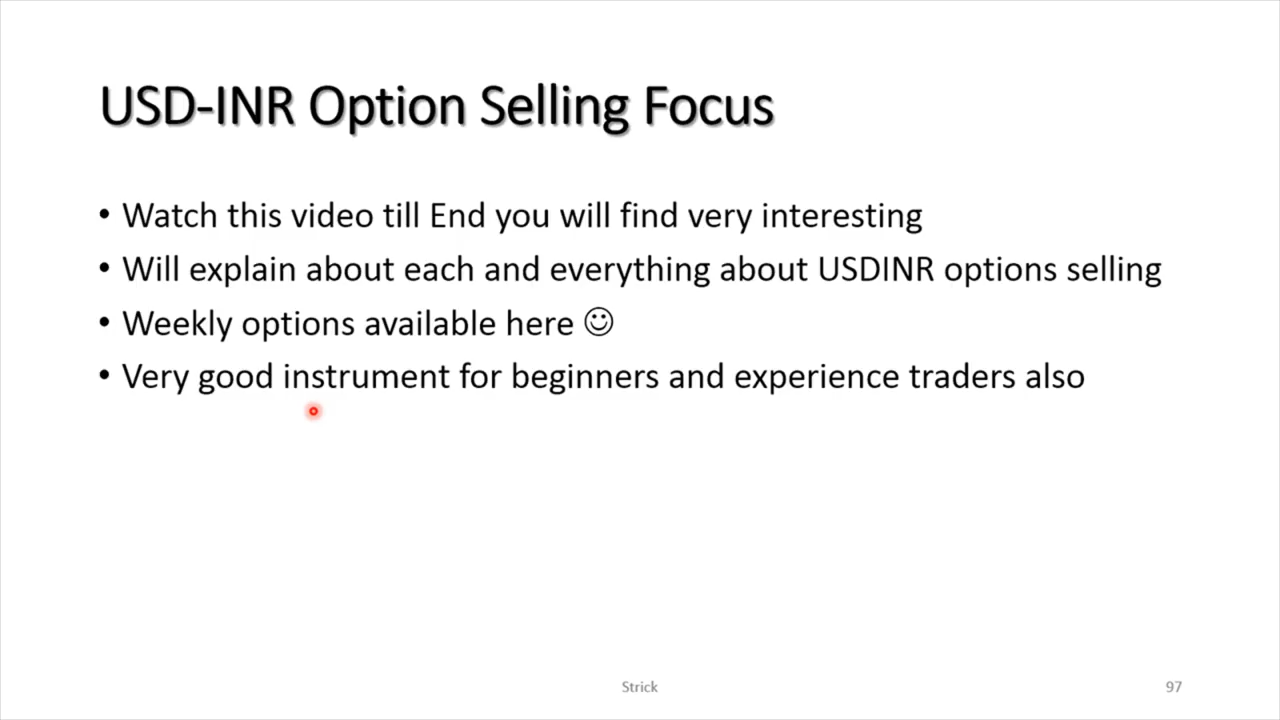 USD-INR Option Selling Focus
• Watch this video till End you will find very interesting
• Will explain about each and everything about USDINR options selling
• Weekly options available here ☺
• Very good instrument for beginners and experience traders also
Strick
97